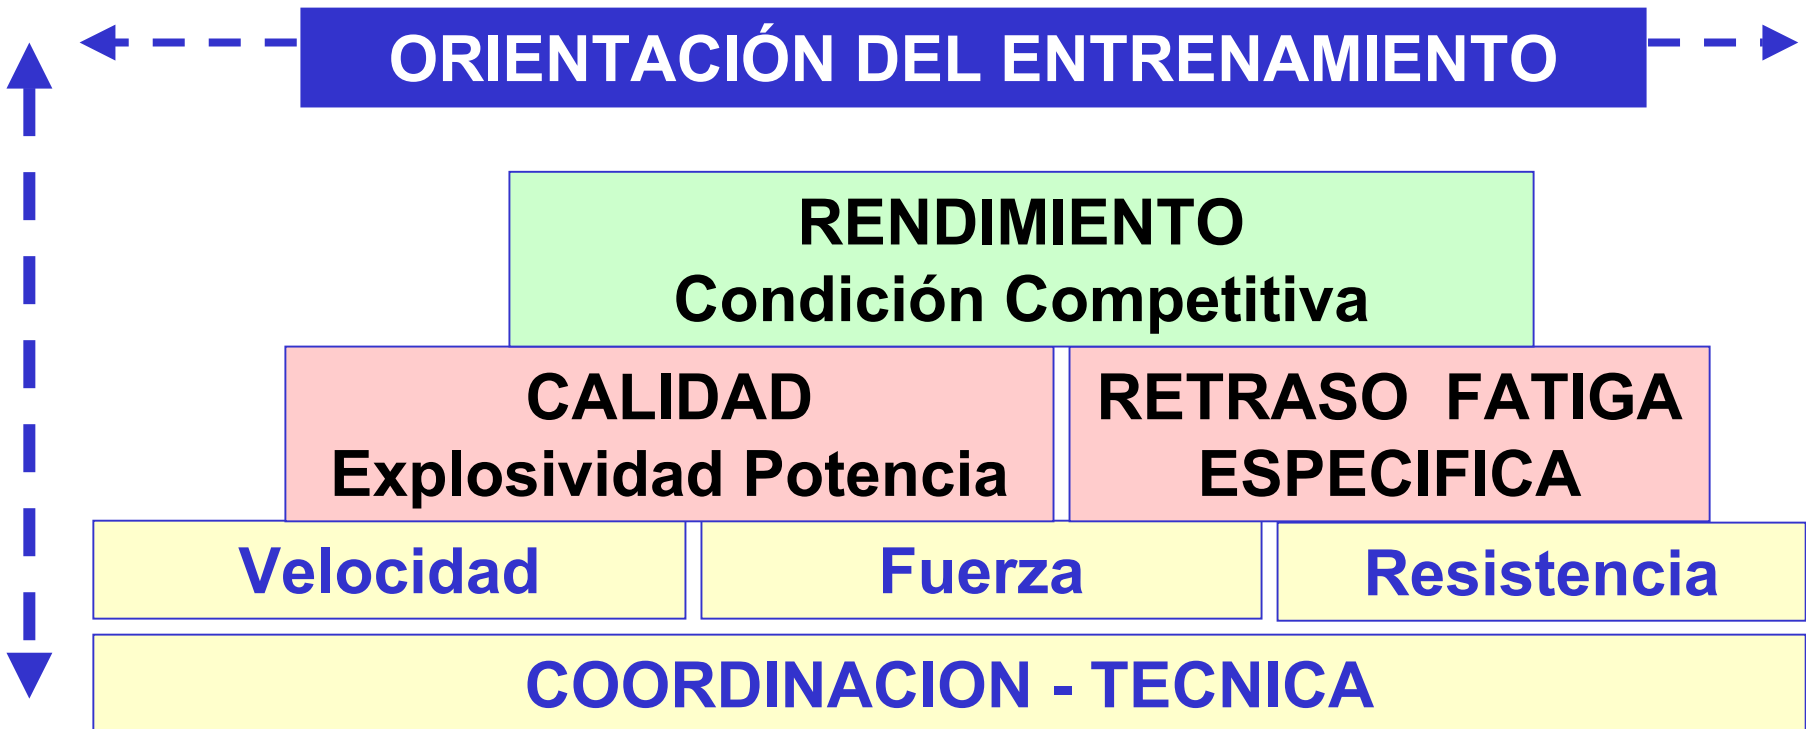 ORIENTACIÓN DEL ENTRENAMIENTO
RENDIMIENTO
Condición Competitiva
CALIDAD
Explosividad Potencia
RETRASO FATIGA
ESPECIFICA
Velocidad
Fuerza
Resistencia
COORDINACION - TECNICA